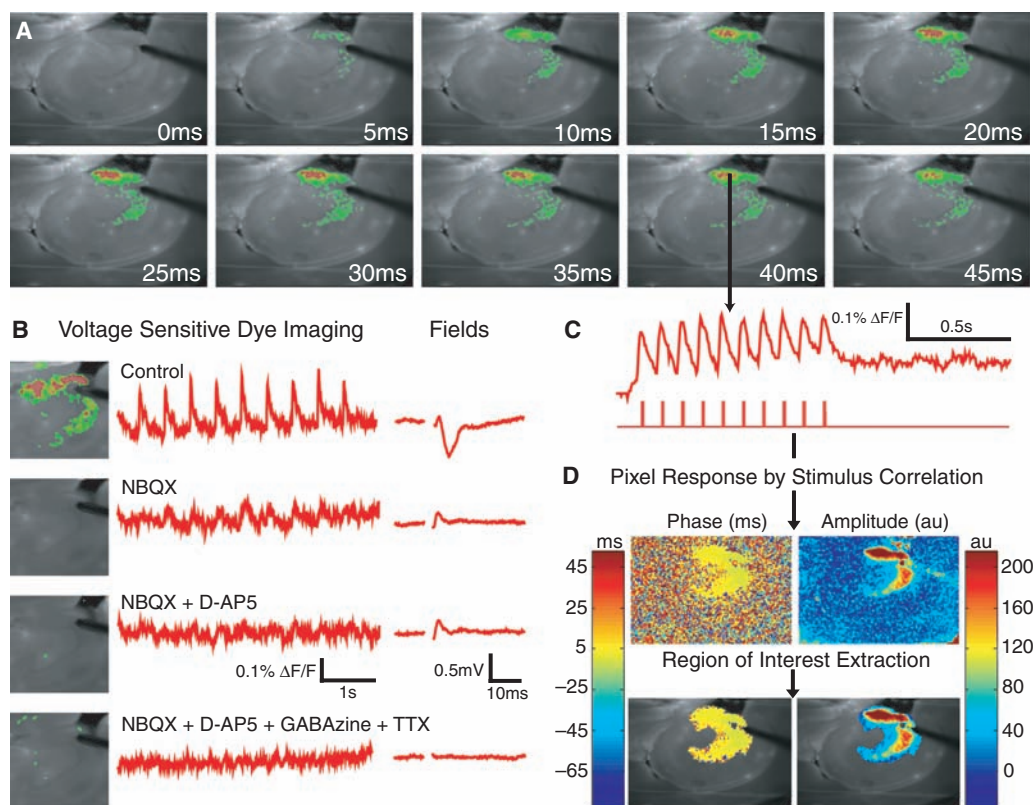 A
0ms
5ms
10ms
15ms
20ms
25ms
30ms
35ms
40ms
45ms
B
Voltage Sensitive Dye Imaging
Fields
Control
NBQX
NBQX + D-AP5
0.1% ΔF/F
1s
0.5mV
10ms
NBQX + D-AP5 + GABAzine + TTX
C
0.1% ΔF/F
0.5s
Pixel Response by Stimulus Correlation
D
Phase (ms)
Amplitude (au)
ms
45
25
5
−25
−45
−65
au
200
160
120
80
40
0
Region of Interest Extraction